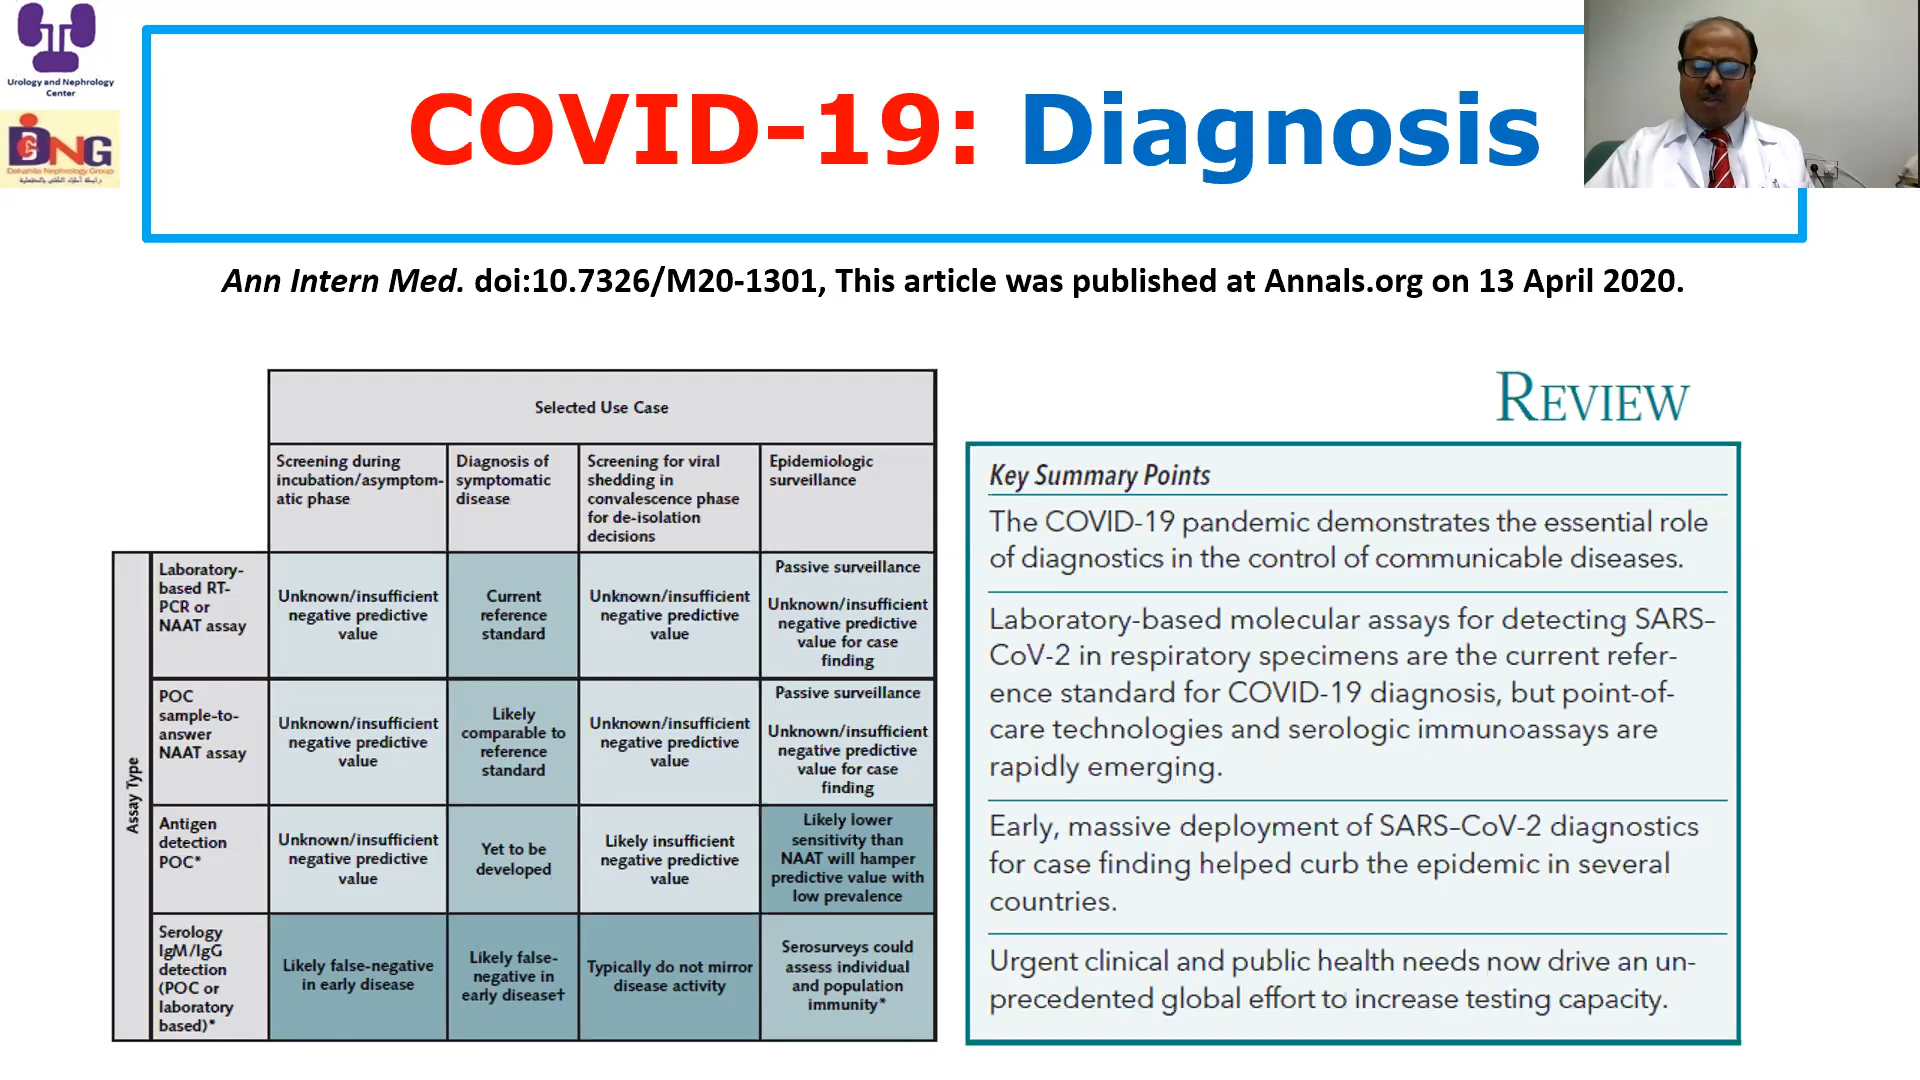 Urology and Nephrology
Center
DNG
Dakahlia Nephrology Group
COVID-19: Diagnosis
Ann Intern Med. doi:10.7326/M20-1301, This article was published at Annals.org on 13 April 2020.
Selected Use Case
Screening during
incubation/asymptom-
atic phase
Diagnosis of
symptomatic
disease
Screening for viral
shedding in
convalescence phase
for de-isolation
decisions
Epidemiologic
surveillance
Assay Type
Laboratory-
based RT-
PCR or
NAAT assay
Unknown/insufficient
negative predictive
value
Current
reference
standard
Unknown/insufficient
negative predictive
value
Passive surveillance
Unknown/insufficient
negative predictive
value for case
finding
POC
sample-to-
answer
NAAT assay
Unknown/insufficient
negative predictive
value
Likely
comparable to
reference
standard
Unknown/insufficient
negative predictive
value
Passive surveillance
Unknown/insufficient
negative predictive
value for case
finding
Antigen
detection
POC*
Unknown/insufficient
negative predictive
value
Yet to be
developed
Likely insufficient
negative predictive
value
Likely lower
sensitivity than
NAAT will hamper
predictive value with
low prevalence
Serology
IgM/IgG
detection
(POC or
laboratory
based)*
Likely false-negative
in early disease
Likely false-
negative in
early disease†
Typically do not mirror
disease activity
Serosurveys could
assess individual
and population
immunity*
REVIEW
Key Summary Points
The COVID-19 pandemic demonstrates the essential role
of diagnostics in the control of communicable diseases.
Laboratory-based molecular assays for detecting SARS–
CoV-2 in respiratory specimens are the current refer-
ence standard for COVID-19 diagnosis, but point-of-
care technologies and serologic immunoassays are
rapidly emerging.
Early, massive deployment of SARS–CoV-2 diagnostics
for case finding helped curb the epidemic in several
countries.
Urgent clinical and public health needs now drive an un-
precedented global effort to increase testing capacity.